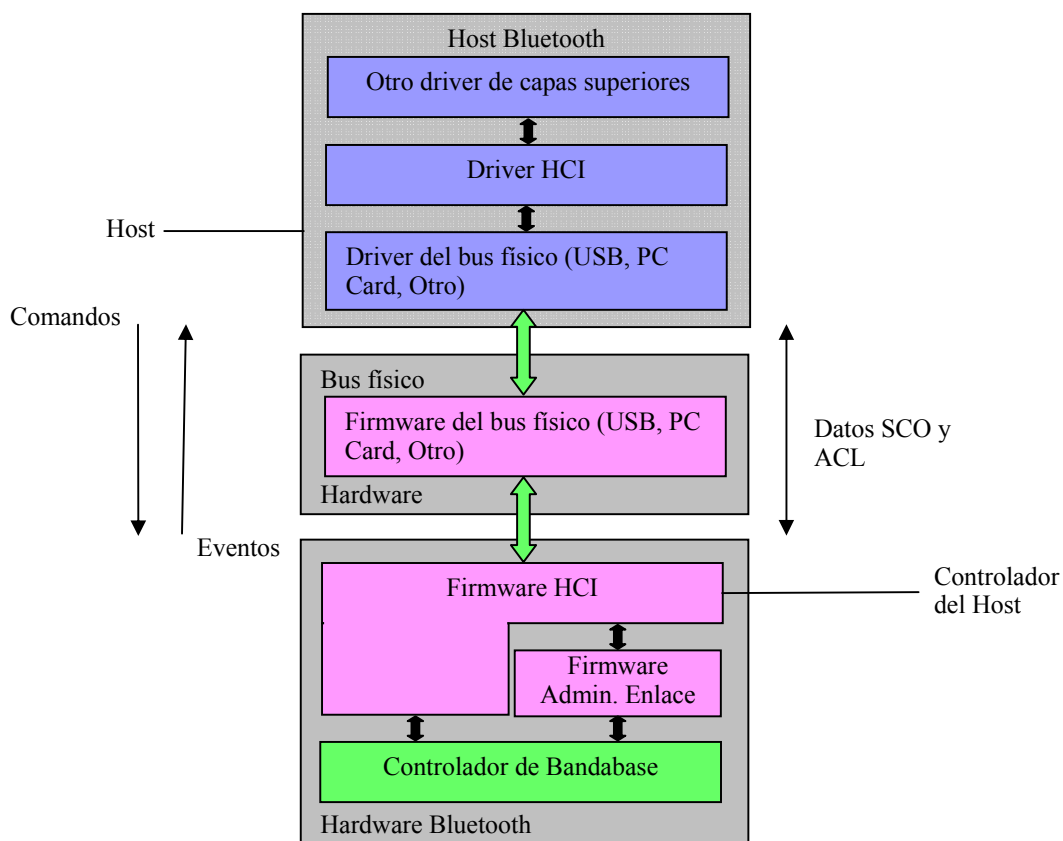 Host Bluetooth
Otro driver de capas superiores
Driver HCI
Host
Driver del bus físico (USB, PC
Card, Otro)
Comandos
Bus físico
Firmware del bus físico (USB, PC
Card, Otro)
Hardware
Datos SCO y
ACL
Eventos
Firmware HCI
Controlador
del Host
Firmware
Admin. Enlace
Controlador de Bandabase
Hardware Bluetooth